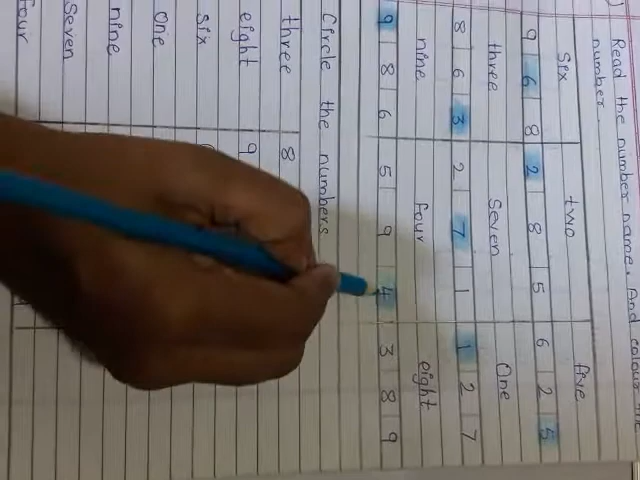 Read the number name. And colour the
number.
six two five
9 6 8 2 8 5 6 2 5
three seven One
8 6 3 2 7 1 1 2 7
nine four eight
9 8 6 5 9 4 3 8 9
Circle the numbers
three 8
eight 9
six
One
nine
seven
four